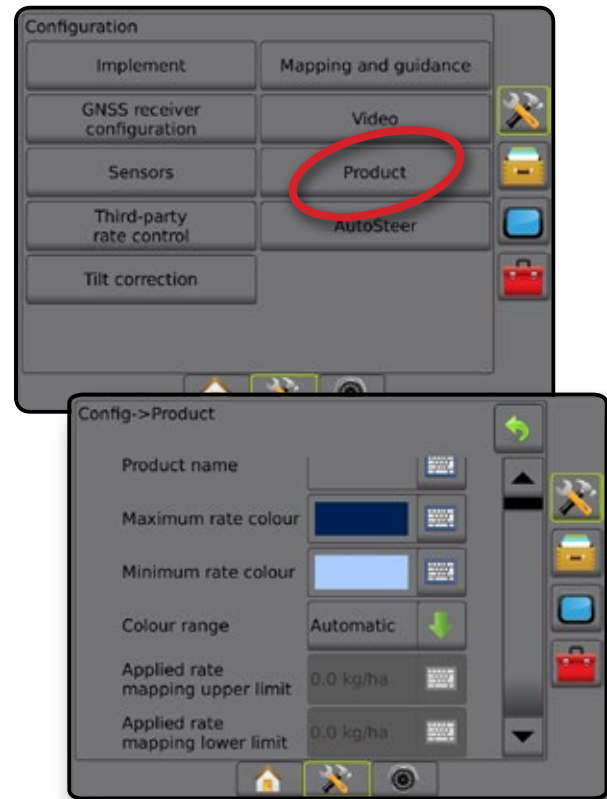 Configuration
Implement
Mapping and guidance
GNSS receiver
configuration
Video
Sensors
Product
Third-party
rate control
AutoSteer
Tilt correction
Config->Product
Product name
Maximum rate colour
Minimum rate colour
Colour range
Automatic
Applied rate
mapping upper limit
0.0 kg/ha
Applied rate
mapping lower limit
0.0 kg/ha